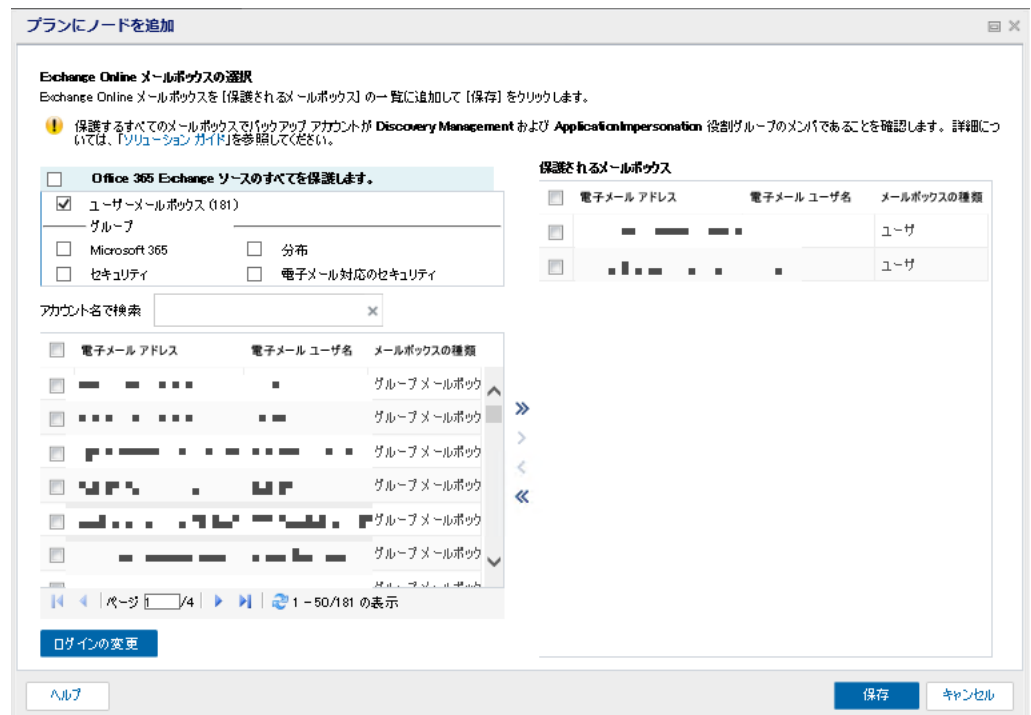 プランにノードを追加
Exchange Online メールボックスの選択
Exchange Online メールボックスを [保護されるメールボックス] の一覧に追加して [保存] をクリックします。
保護するすべてのメールボックスでバックアップ アカウントが Discovery Management および ApplicationImpersonation 役割グループのメンバであることを確認します。詳細につ
いては、「ソリューション ガイド」を参照してください。
Office 365 Exchange ソースのすべてを保護します。
ユーザーメールボックス (181)
グループ
Microsoft 365 分布
セキュリティ 電子メール対応のセキュリティ
アカウント名で検索
電子メール アドレス 電子メール ユーザ名 メールボックスの種類
グループ メールボック
グループ メールボック
グループ メールボック
グループ メールボック
グループ メールボック
グループ メールボック
ページ 1 /4 1 - 50/181 の表示
ログインの変更
保護されるメールボックス
電子メール アドレス 電子メール ユーザ名 メールボックスの種類
ユーザ
ユーザ
ヘルプ 保存 キャンセル